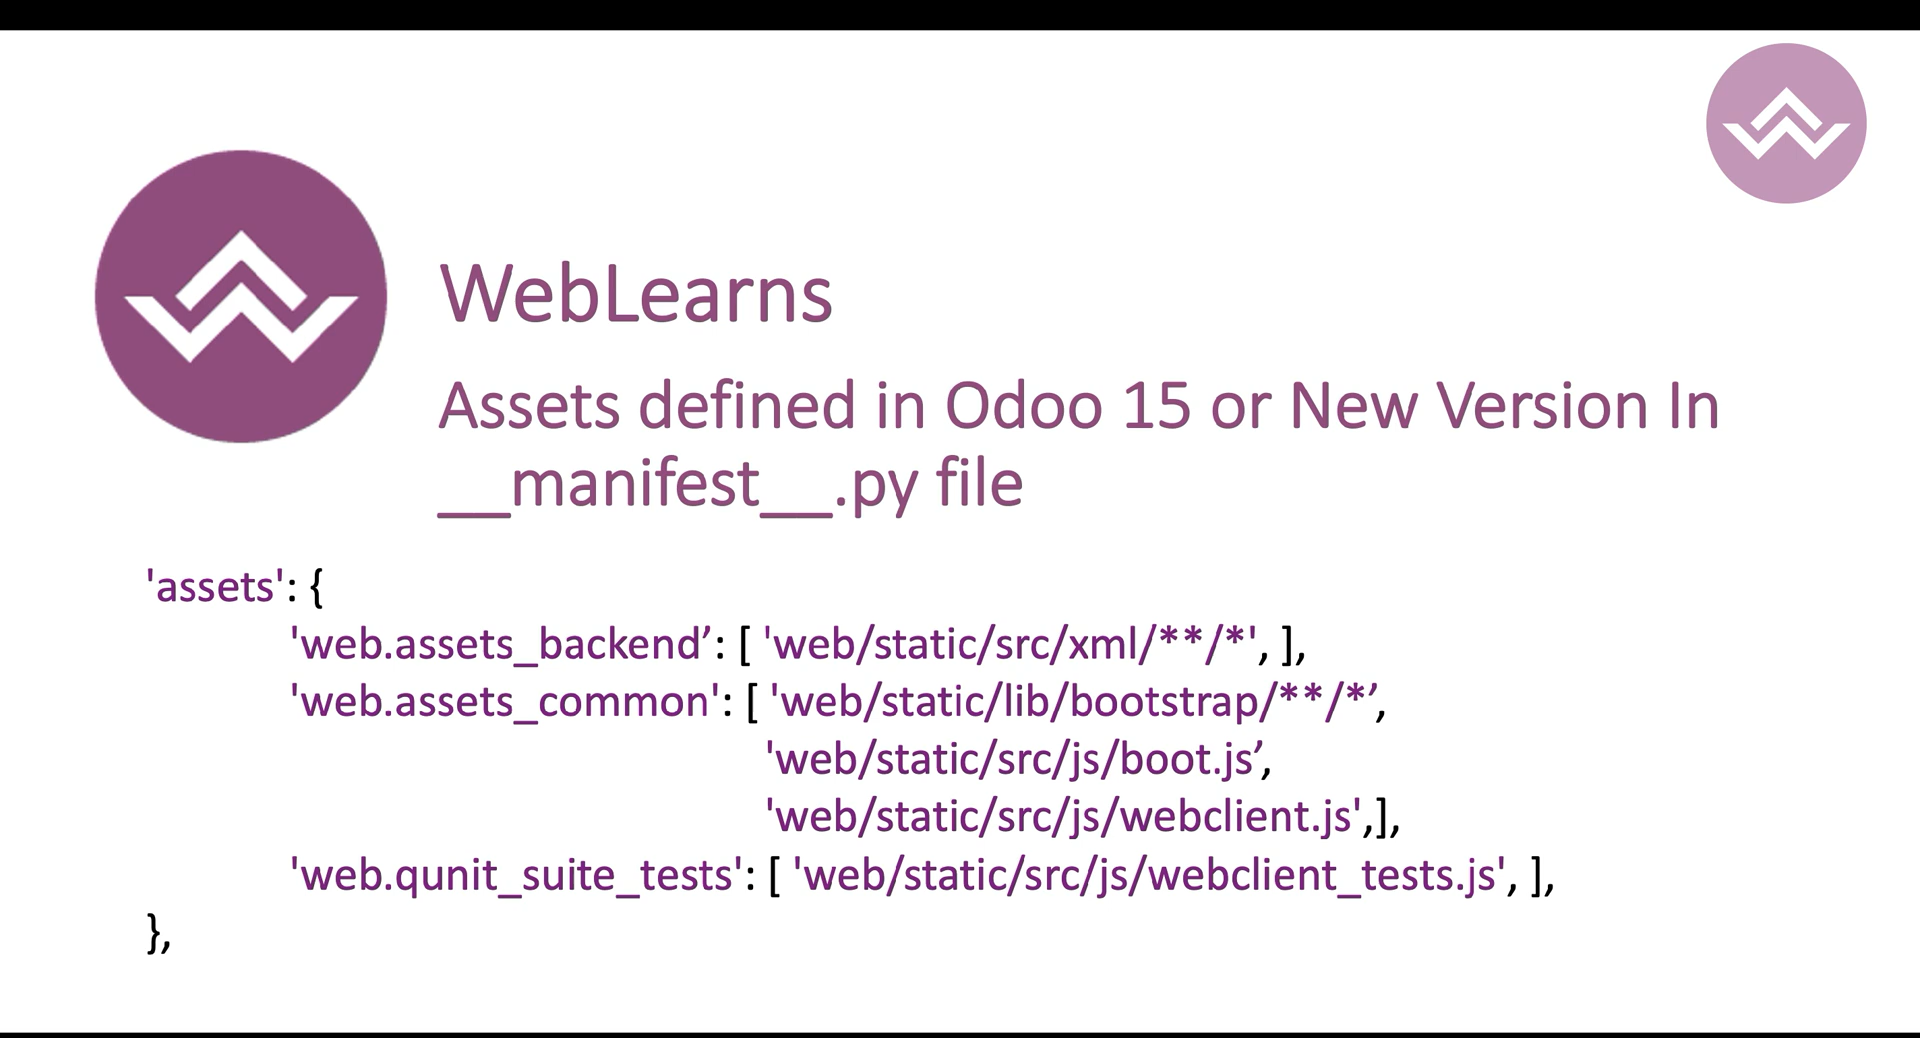 WebLearns
Assets defined in Odoo 15 or New Version In
__manifest__.py file
'assets': {
'web.assets_backend’: [ 'web/static/src/xml/**/*', ],
'web.assets_common': [ 'web/static/lib/bootstrap/**/*’,
'web/static/src/js/boot.js’,
'web/static/src/js/webclient.js',],
'web.qunit_suite_tests': [ 'web/static/src/js/webclient_tests.js', ],
},